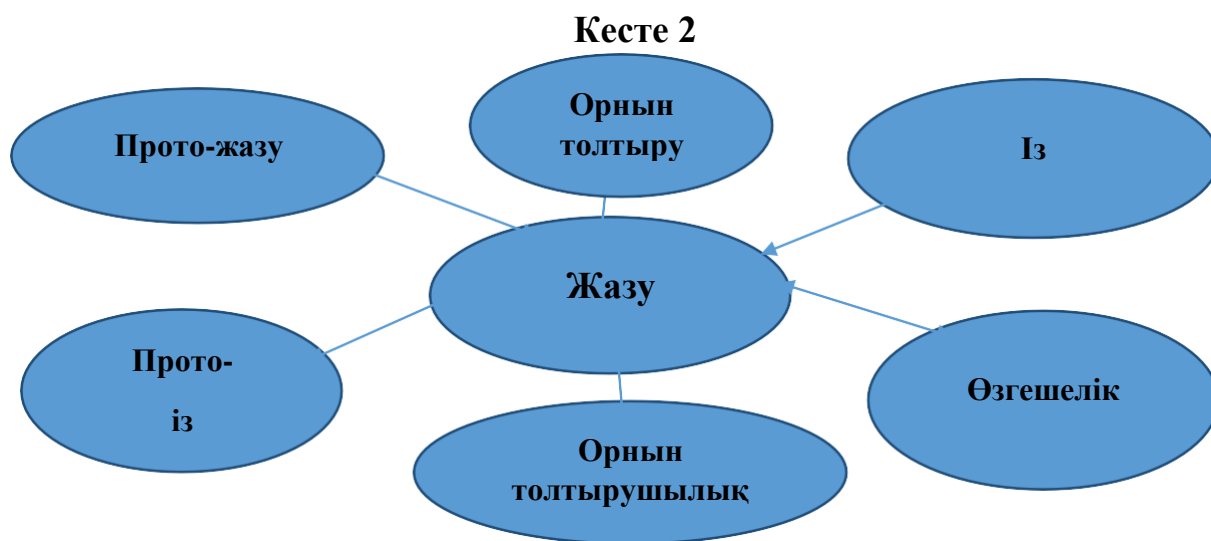 Кесте 2
Прото-жазу
Орнын
толтыру
Із
Жазу
Прото-
із
Өзгешелік
Орнын
толтырушылық